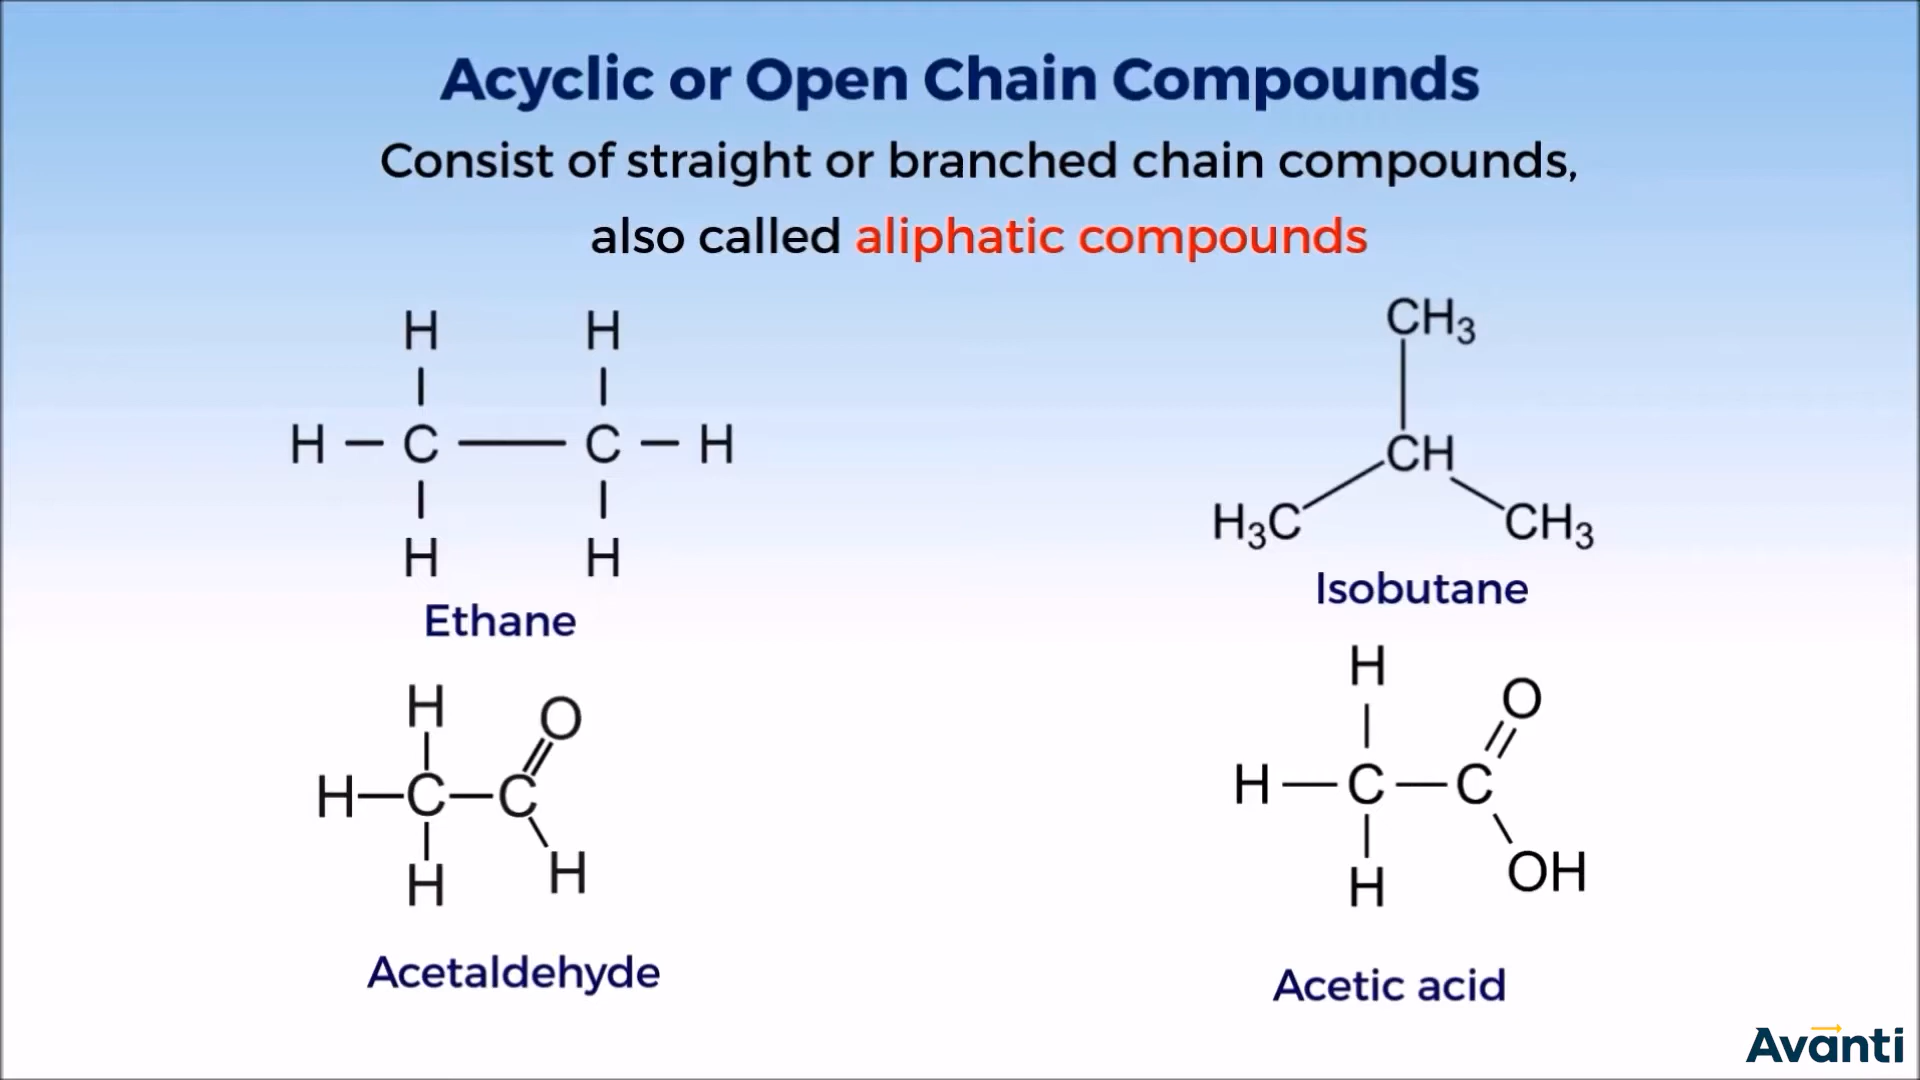 Acyclic or Open Chain Compounds
Consist of straight or branched chain compounds,
also called aliphatic compounds
H H
H C C H
H H
Ethane
CH3
CH
H3C CH3
Isobutane
H O
H C C
H H
Acetaldehyde
H O
H C C
H OH
Acetic acid
Avanti